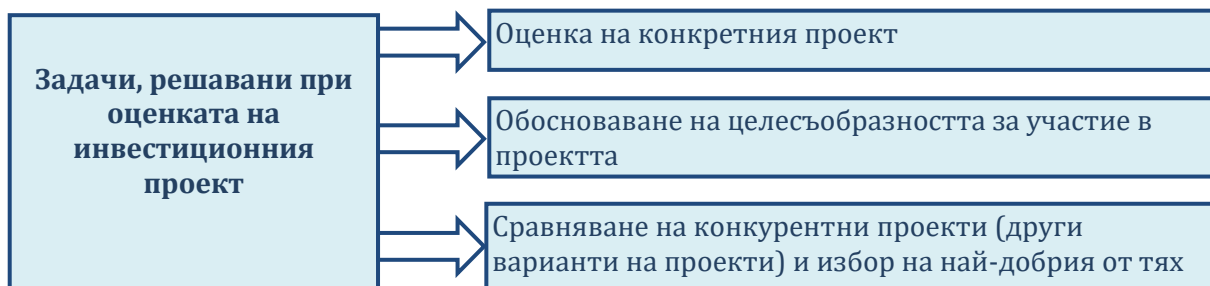 Задачи, решавани при
оценката на
инвестиционния
проект
Оценка на конкретния проект
Обосноваване на целесъобразността за участие в
проектта
Сравняване на конкурентни проекти (други
варианти на проекти) и избор на най-добрия от тях